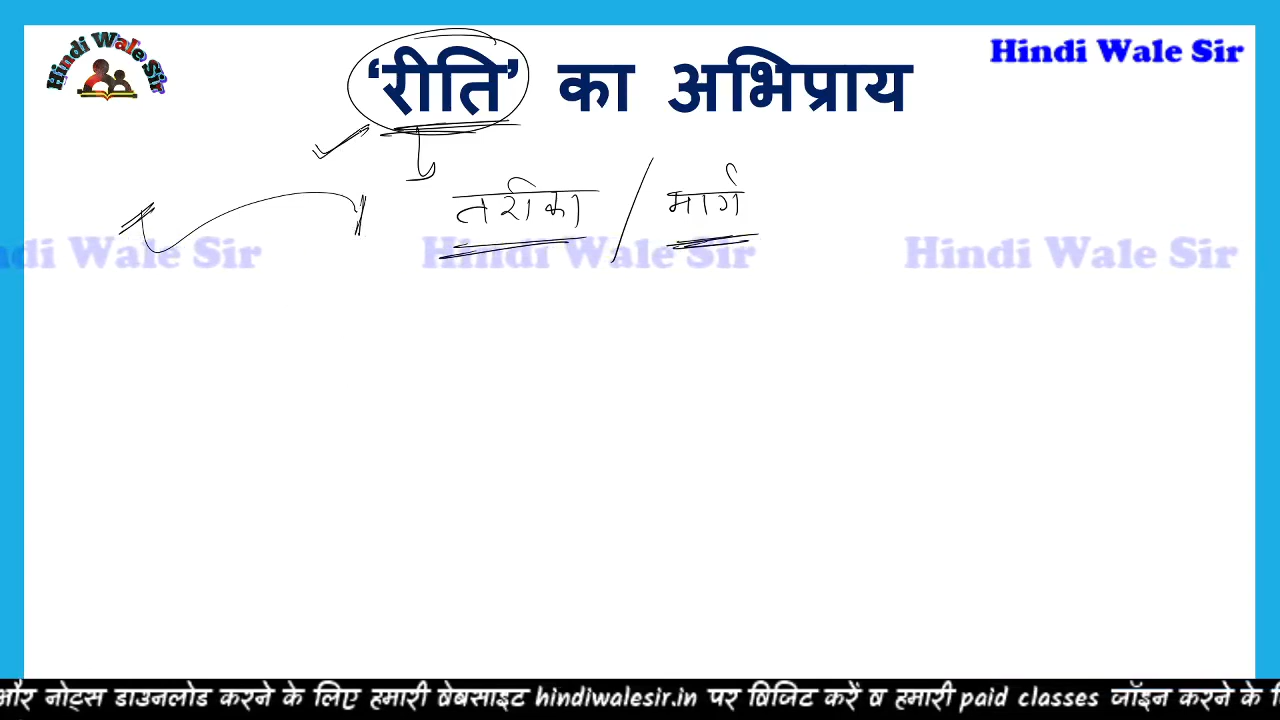 Hindi Wale Sir
‘रीति’ का अभिप्राय
Hindi Wale Sir
तरीका / मार्ग
Hindi Wale Sir Hindi Wale Sir Hindi Wale Sir
और नोट्स डाउनलोड करने के लिए हमारी वेबसाइट hindiwalesir.in पर विजिट करें व हमारी paid classes जॉइन करने के